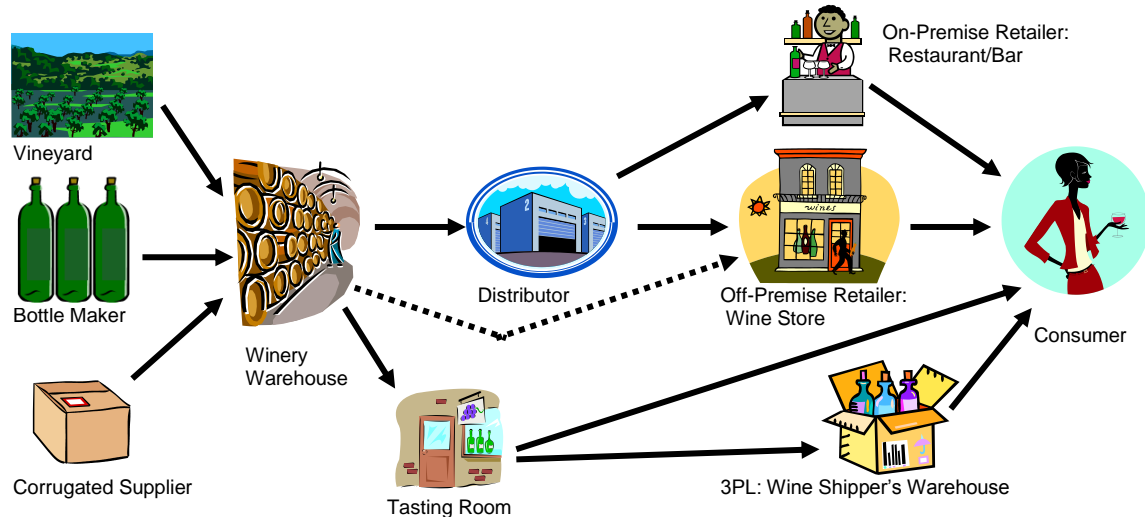 On-Premise Retailer:
Restaurant/Bar
Vineyard
wines
2
Bottle Maker
Distributor
Off-Premise Retailer:
Wine Store
Consumer
Winery
Warehouse
Corrugated Supplier
Tasting Room
3PL: Wine Shipper's Warehouse